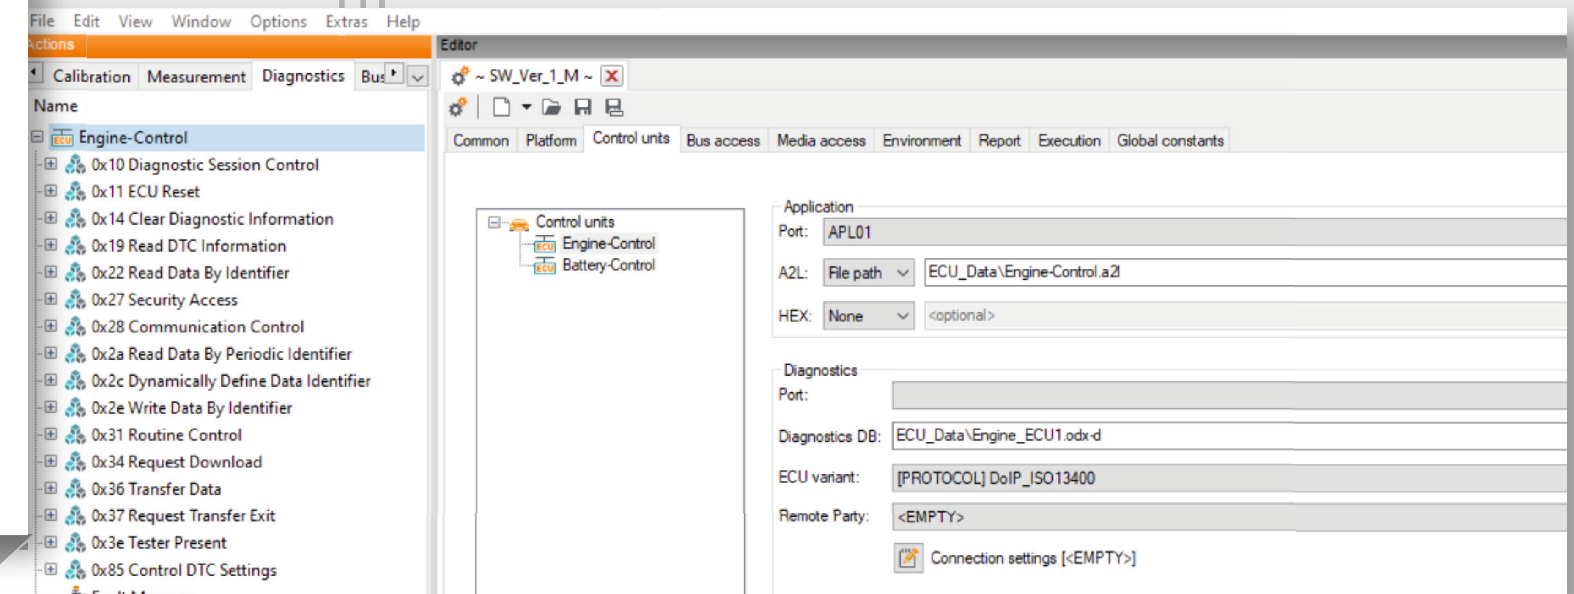 File Edit View Window Options Extras Help
Actions
Editor
Calibration Measurement Diagnostics Bus
~ SW_Ver_1_M ~
Name
Common Platform Control units Bus access Media access Environment Report Execution Global constants
Engine-Control
0x10 Diagnostic Session Control
0x11 ECU Reset
0x14 Clear Diagnostic Information
0x19 Read DTC Information
0x22 Read Data By Identifier
0x27 Security Access
0x28 Communication Control
0x2a Read Data By Periodic Identifier
0x2c Dynamically Define Data Identifier
0x2e Write Data By Identifier
0x31 Routine Control
0x34 Request Download
0x36 Transfer Data
0x37 Request Transfer Exit
0x3e Tester Present
0x85 Control DTC Settings
Control units
ECU Engine-Control
ECU Battery-Control
Application
Port: APL01
A2L: File path ECU_Data\Engine-Control.a2l
HEX: None <optional>
Diagnostics
Port:
Diagnostics DB: ECU_Data\Engine_ECU1.odx-d
ECU variant: [PROTOCOL] DoIP_ISO13400
Remote Party: <EMPTY>
Connection settings [<EMPTY>]